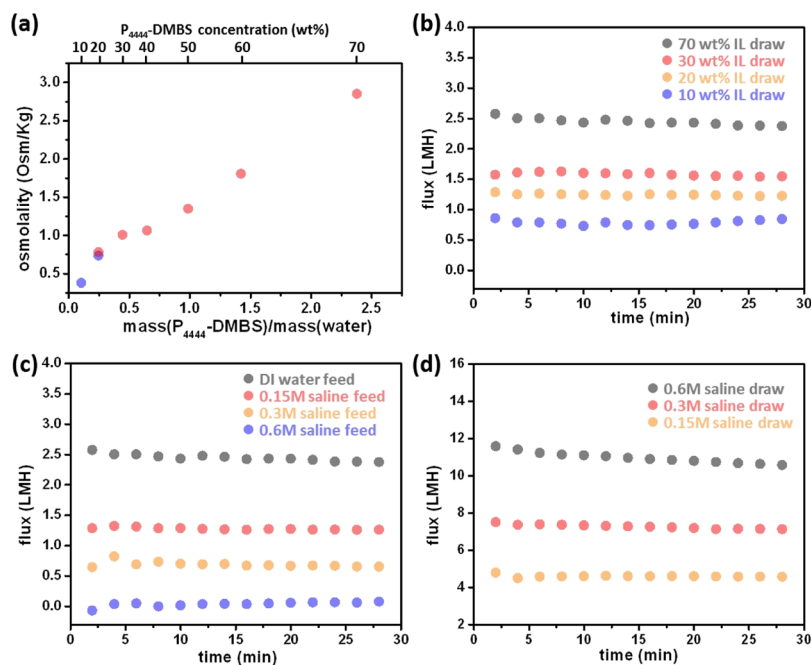 (a)
P4444-DMBS concentration (wt%)
10 20 30 40 50 60 70
3.0
2.5
2.0
1.5
1.0
0.5
osmolality (Osm/Kg)
0.0 0.5 1.0 1.5 2.0 2.5
mass(P4444-DMBS)/mass(water)
(b)
4.0
3.5
3.0
2.5
2.0
1.5
1.0
0.5
0.0
flux (LMH)
70 wt% IL draw
30 wt% IL draw
20 wt% IL draw
10 wt% IL draw
0 5 10 15 20 25 30
time (min)
(c)
4.0
3.5
3.0
2.5
2.0
1.5
1.0
0.5
0.0
flux (LMH)
DI water feed
0.15M saline feed
0.3M saline feed
0.6M saline feed
0 5 10 15 20 25 30
time (min)
(d)
16
14
12
10
8
6
4
2
flux (LMH)
0.6M saline draw
0.3M saline draw
0.15M saline draw
0 5 10 15 20 25 30
time (min)